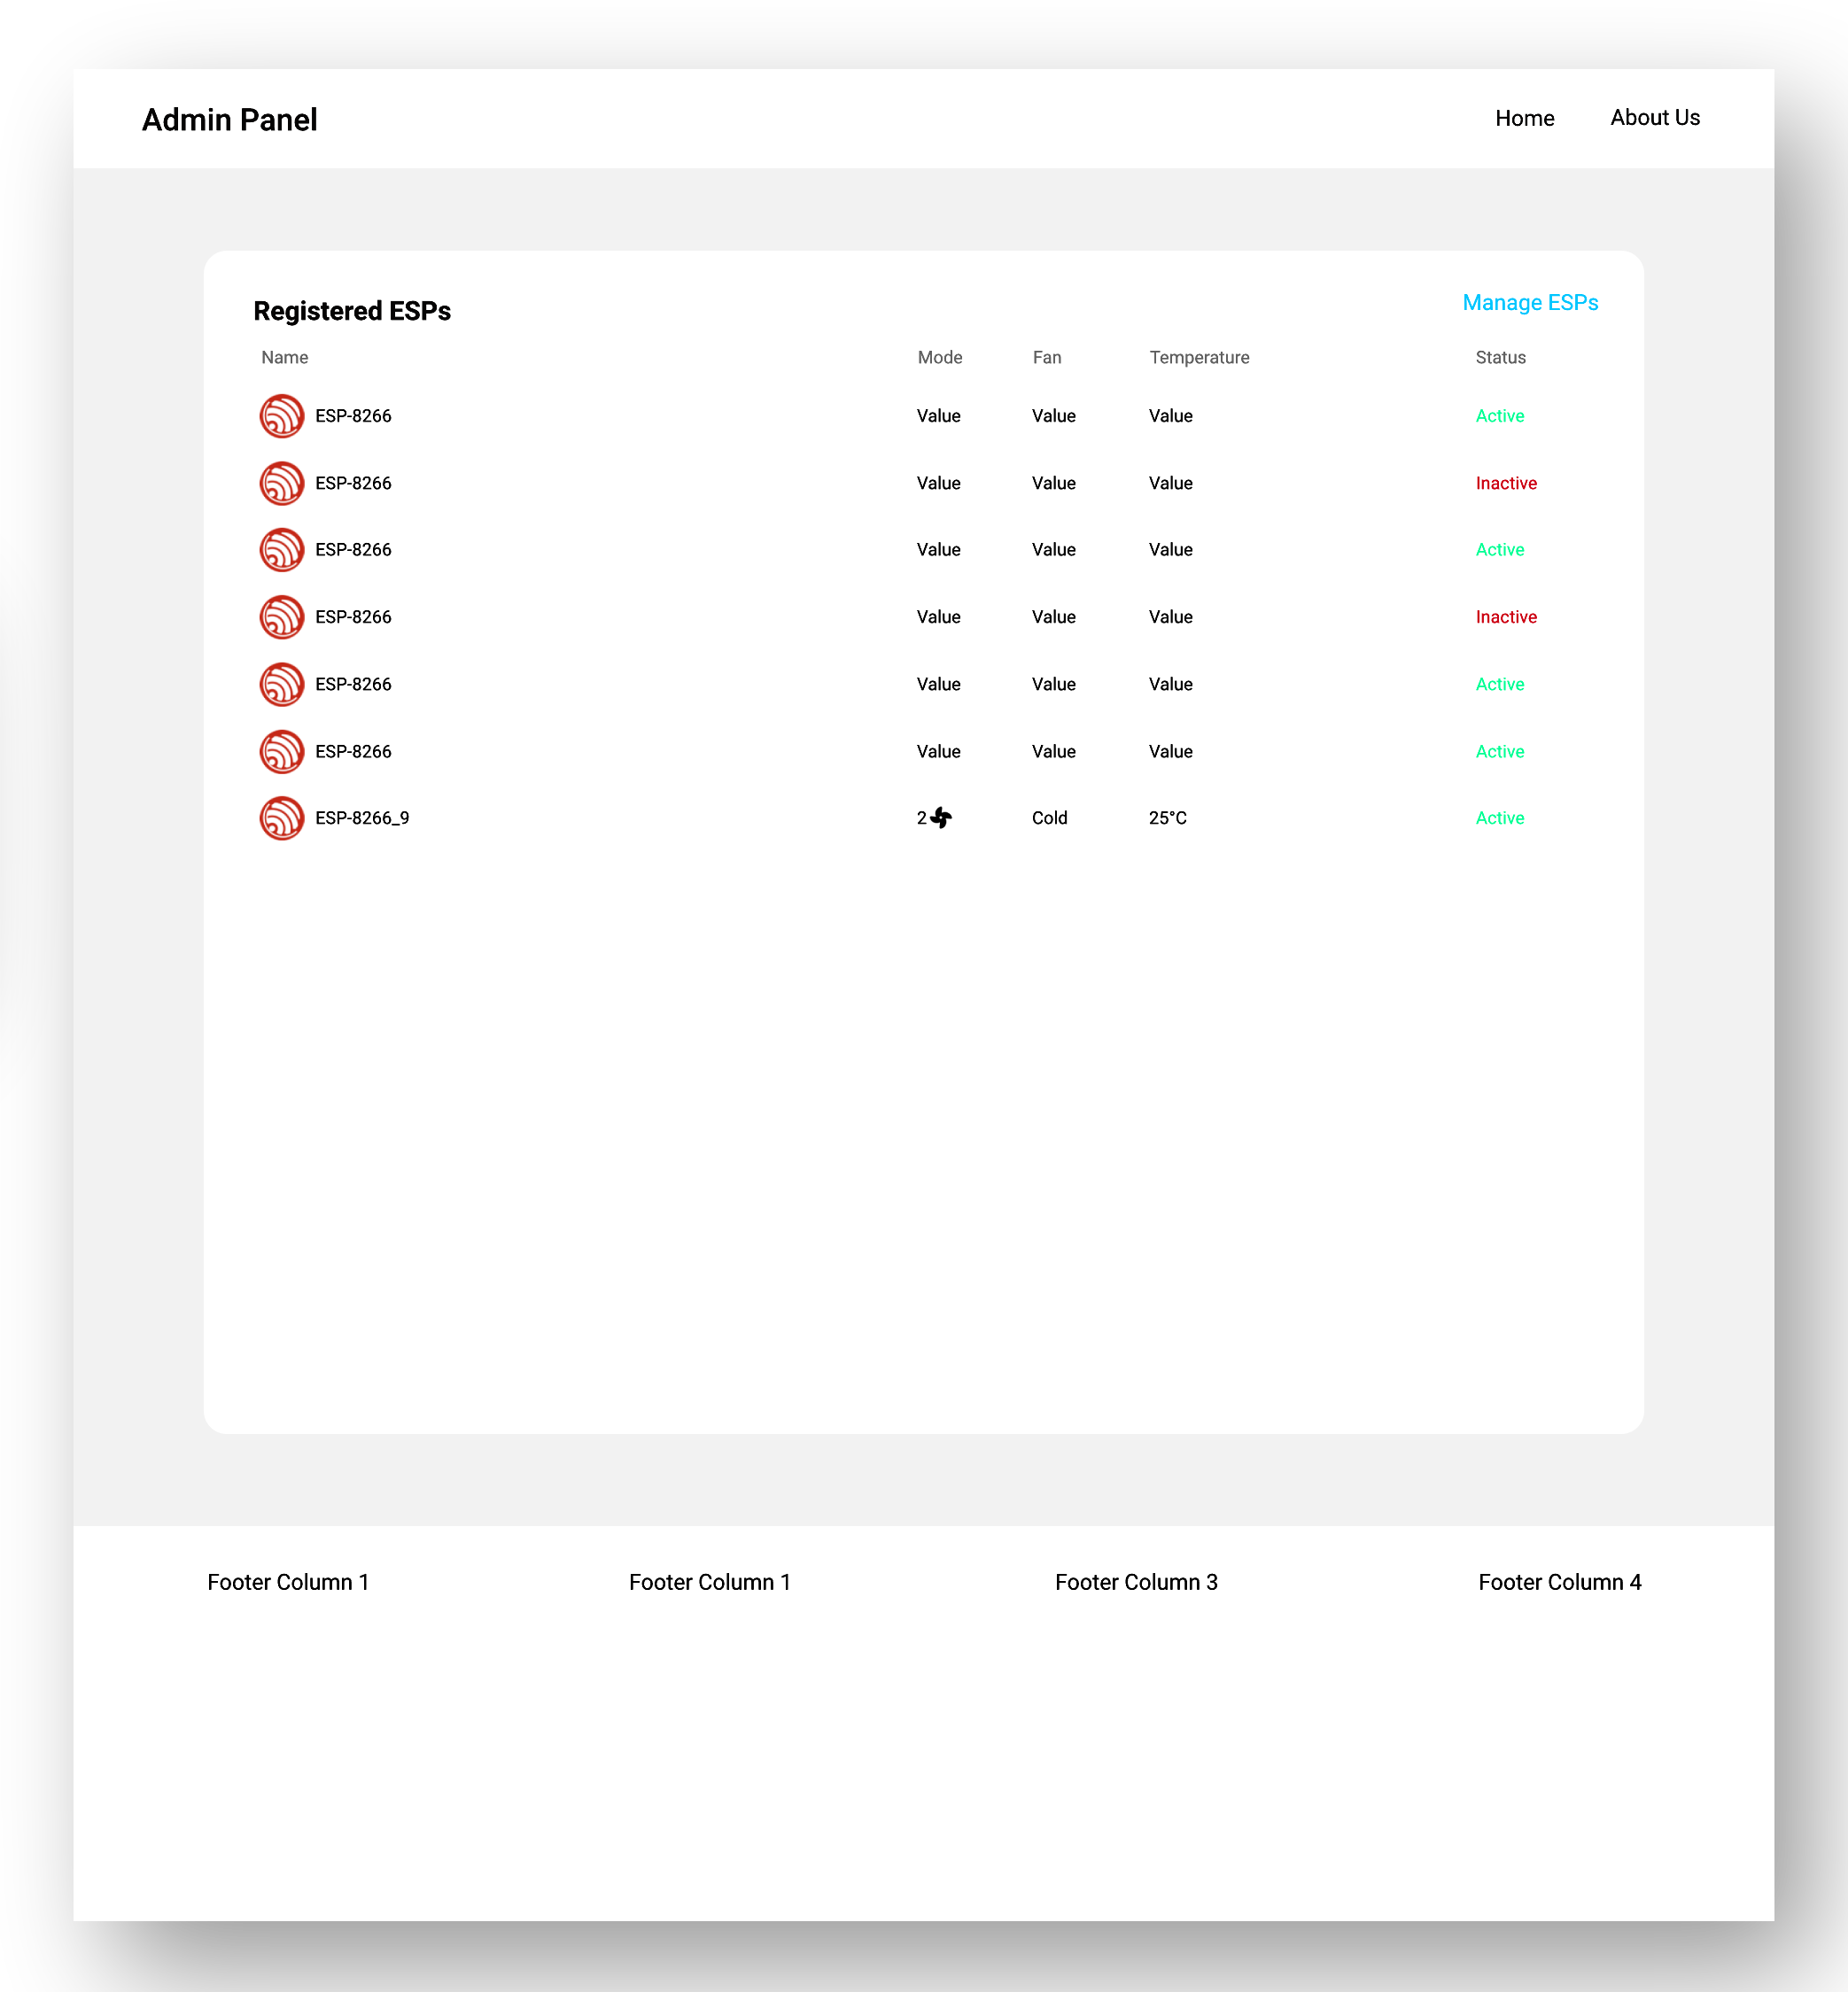 Admin Panel Home About Us
Registered ESPs Manage ESPs
Name Mode Fan Temperature Status
ESP-8266 Value Value Value Active
ESP-8266 Value Value Value Inactive
ESP-8266 Value Value Value Active
ESP-8266 Value Value Value Inactive
ESP-8266 Value Value Value Active
ESP-8266 Value Value Value Active
ESP-8266_9 2 Cold 25°C Active
Footer Column 1 Footer Column 1 Footer Column 3 Footer Column 4